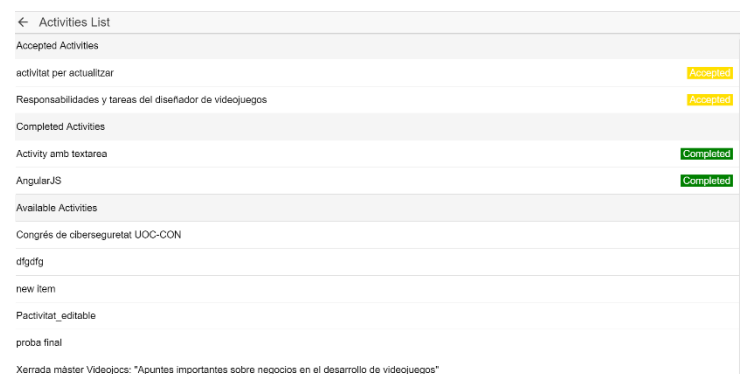 ← Activities List
Accepted Activities
activitat per actualitzar Accepted
Responsabilidades y tareas del diseñador de videojuegos Accepted
Completed Activities
Activity amb textarea Completed
AngularJS Completed
Available Activities
Congrés de ciberseguretat UOC-CON
dfgdfg
new item
Pactivitat_editable
proba final
Xerrada màster Videojocs: "Apuntes importantes sobre negocios en el desarrollo de videojuegos"